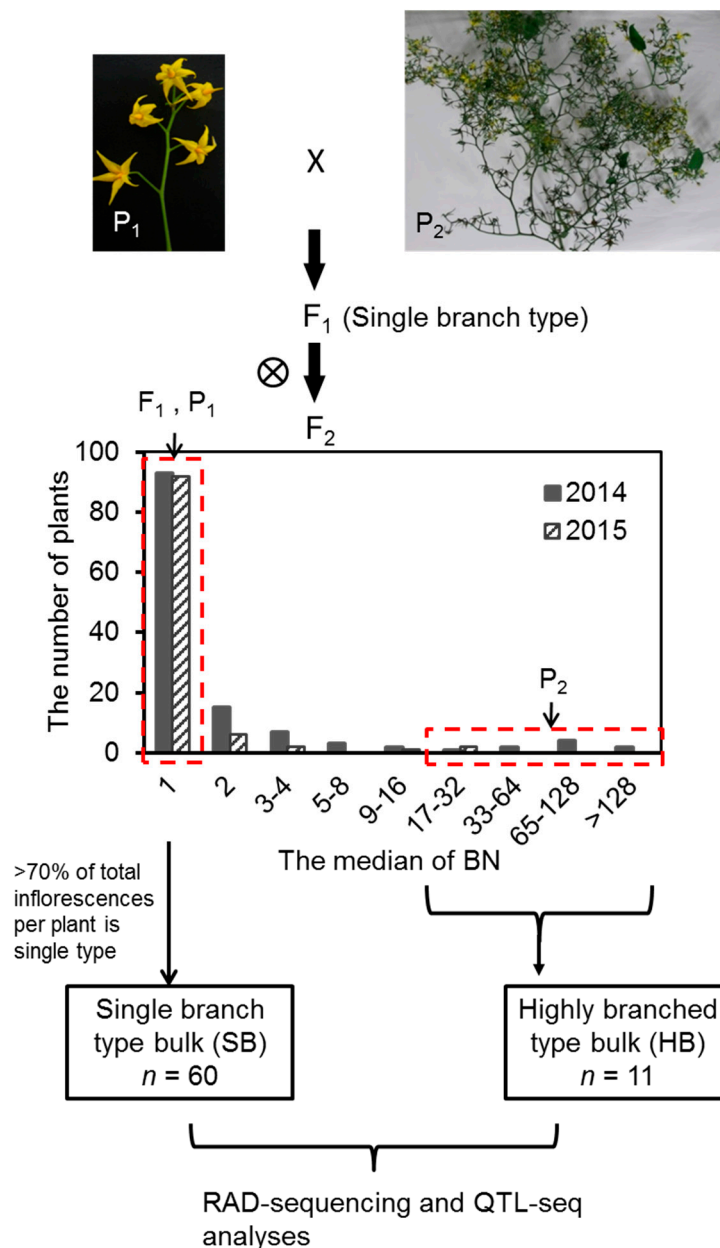 P1
X
P2
F1 (Single branch type)
⊗
F1 , P1
F2
The number of plants
100
80
60
40
20
0
2014
2015
P2
1
2
3-4
5-8
9-16
17-32
33-64
65-128
>128
The median of BN
>70% of total
inflorescences
per plant is
single type
Single branch
type bulk (SB)
n = 60
Highly branched
type bulk (HB)
n = 11
RAD-sequencing and QTL-seq
analyses